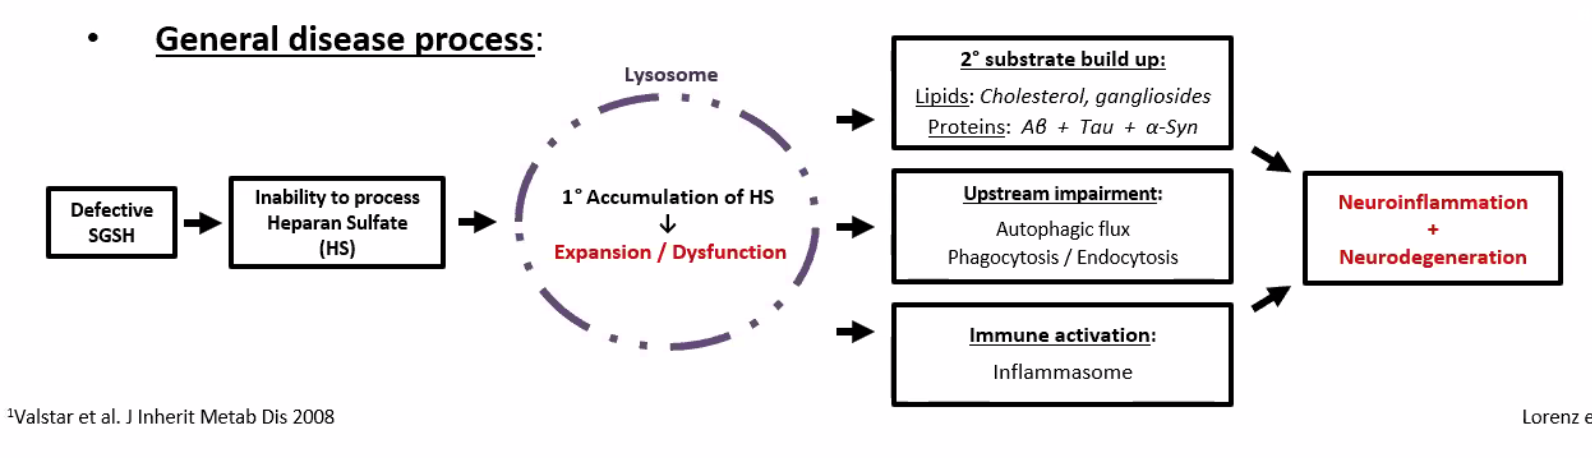 • General disease process:
Lysosome
Defective
SGSH
Inability to process
Heparan Sulfate
(HS)
1° Accumulation of HS
↓
Expansion / Dysfunction
2° substrate build up:
Lipids: Cholesterol, gangliosides
Proteins: Aβ + Tau + α-Syn
Upstream impairment:
Autophagic flux
Phagocytosis / Endocytosis
Immune activation:
Inflammasome
Neuroinflammation
+
Neurodegeneration
¹Valstar et al. J Inherit Metab Dis 2008
Lorenz e